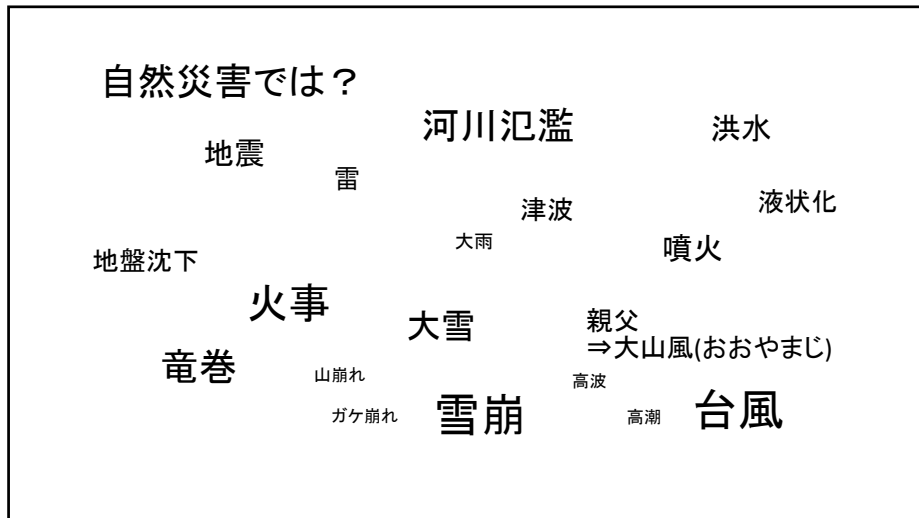 自然災害では？
河川氾濫
洪水
地震
雷
津波
液状化
大雨
噴火
地盤沈下
火事
大雪
親父
⇒大山風(おおやまじ)
竜巻
山崩れ
高波
ガケ崩れ
雪崩
高潮
台風